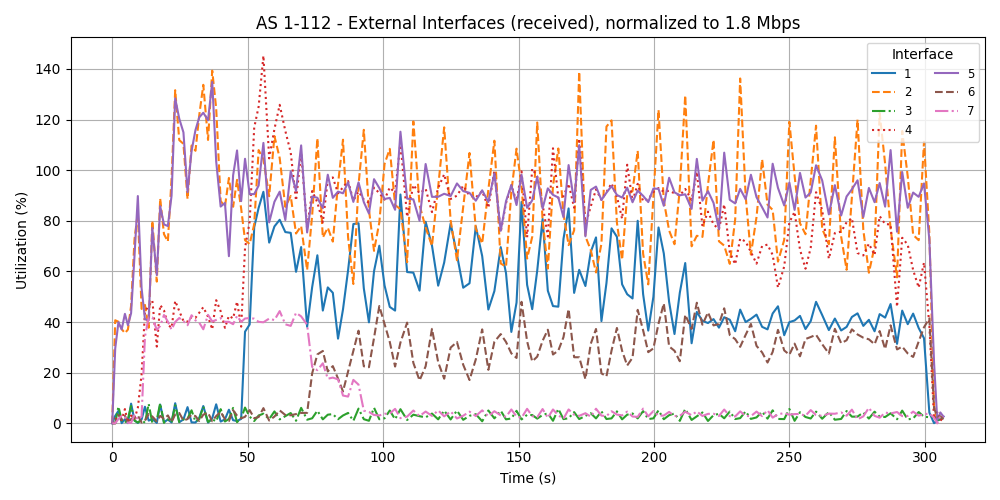 AS 1-112 - External Interfaces (received), normalized to 1.8 Mbps
Utilization (%)
140
120
100
80
60
40
20
0
0 50 100 150 200 250 300
Time (s)
Interface
1 5
2 6
3 7
4